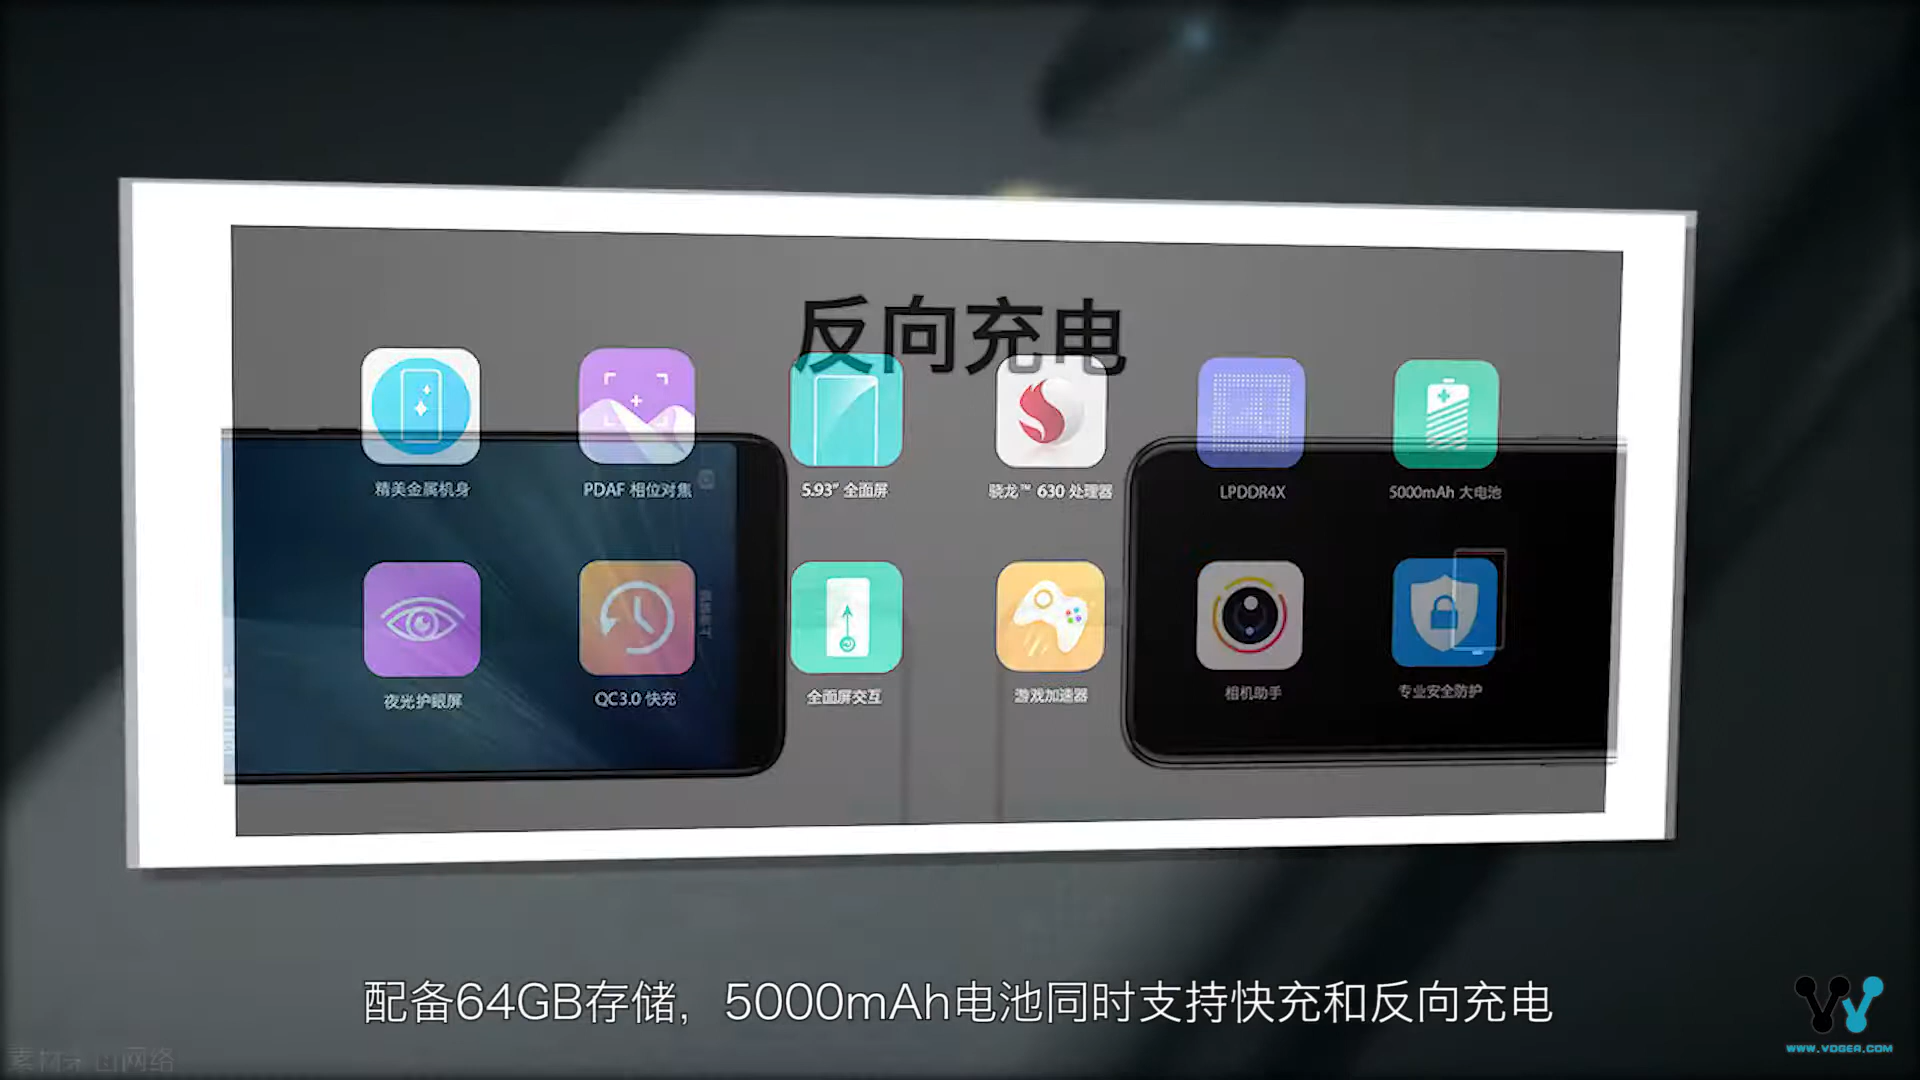 反向充电
精美金属机身
PDAF 相位对焦
5.93” 全面屏
骁龙™ 630 处理器
LPDDR4X
5000mAh 大电池
夜光护眼屏
QC3.0 快充
全面屏交互
游戏加速器
相机助手
专业安全防护
配备64GB存储，5000mAh电池同时支持快充和反向充电
WWW.VOGEA.COM